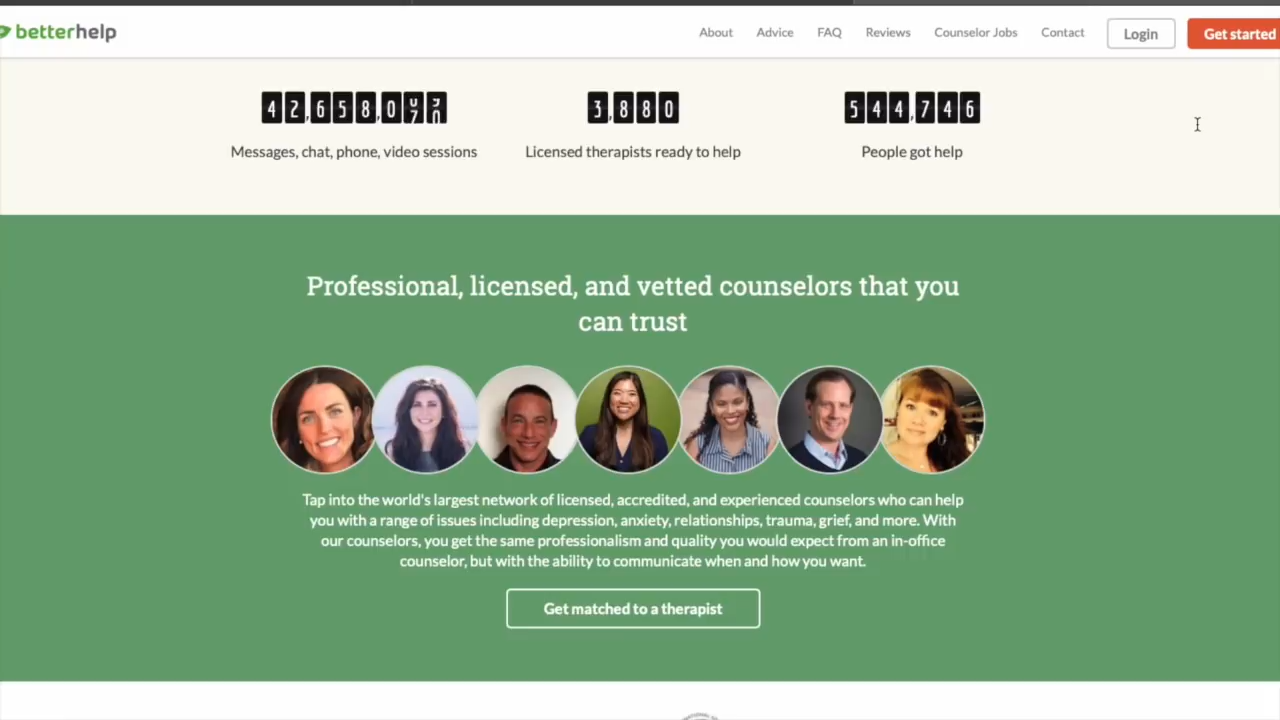 betterhelp
About Advice FAQ Reviews Counselor Jobs Contact Login Get started
3,880 544,746
Messages, chat, phone, video sessions Licensed therapists ready to help People got help
Professional, licensed, and vetted counselors that you
can trust
Tap into the world's largest network of licensed, accredited, and experienced counselors who can help
you with a range of issues including depression, anxiety, relationships, trauma, grief, and more. With
our counselors, you get the same professionalism and quality you would expect from an in-office
counselor, but with the ability to communicate when and how you want.
Get matched to a therapist